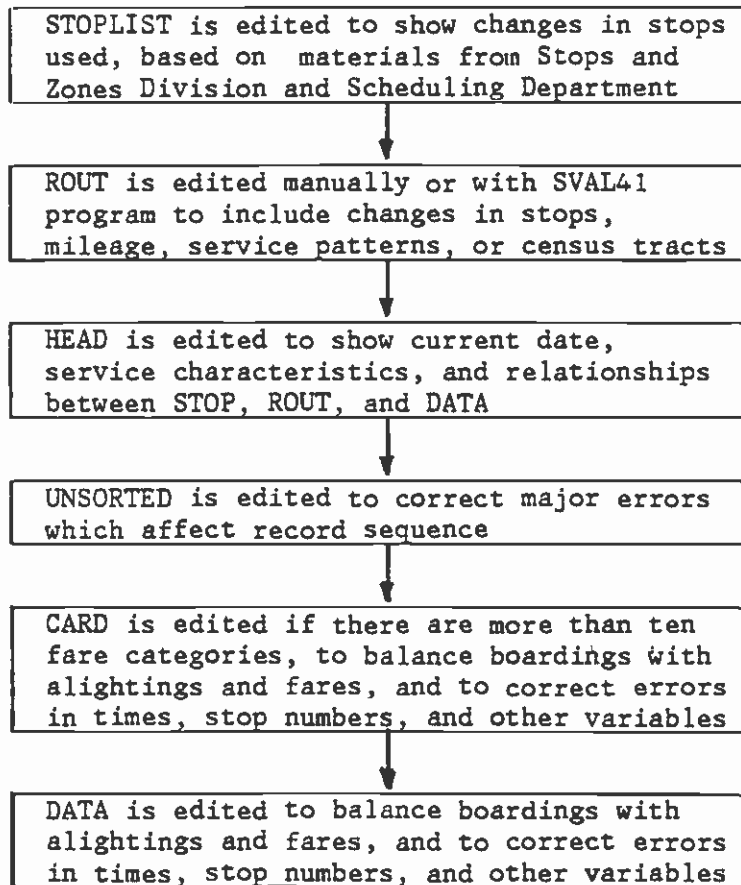 STOPLIST is edited to show changes in stops
used, based on materials from Stops and
Zones Division and Scheduling Department
ROUT is edited manually or with SVAL41
program to include changes in stops,
mileage, service patterns, or census tracts
HEAD is edited to show current date,
service characteristics, and relationships
between STOP, ROUT, and DATA
UNSORTED is edited to correct major errors
which affect record sequence
CARD is edited if there are more than ten
fare categories, to balance boardings with
alightings and fares, and to correct errors
in times, stop numbers, and other variables
DATA is edited to balance boardings with
alightings and fares, and to correct errors
in times, stop numbers, and other variables